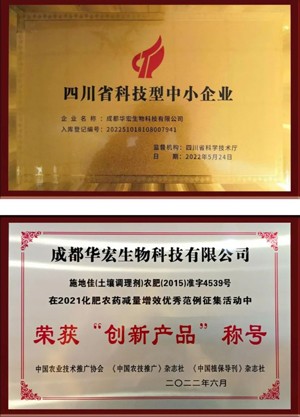 四川省科技型中小企业
企业名称：成都华宏生物科技有限公司
入库登记编号：202251018108007941
监督机构：四川省科学技术厅
日期：2022年5月24日
成都华宏生物科技有限公司
施地佳(土壤调理剂)农肥(2015)准字4539号
在2021化肥农药减量增效优秀范例征集活动中
荣获“创新产品”称号
中国农业技术推广协会 《中国农技推广》杂志社 《中国植保导刊》杂志社
二〇二二年六月